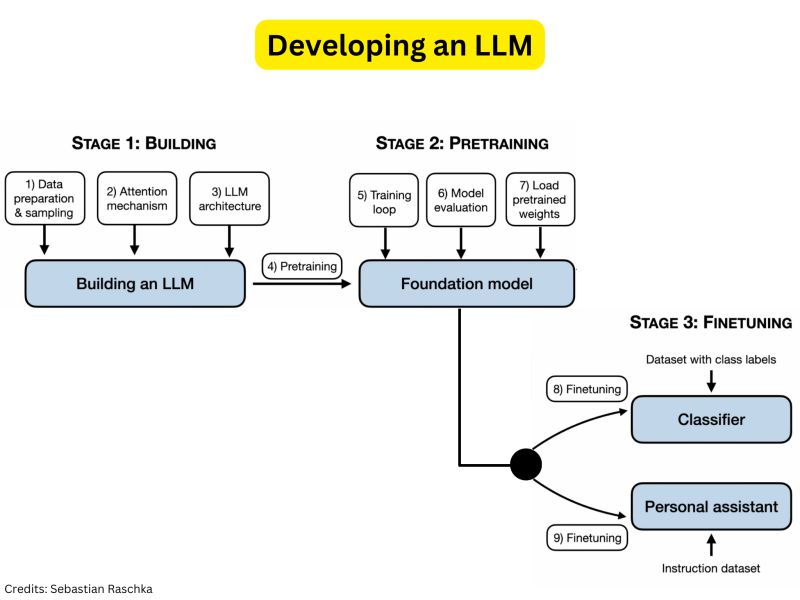 Developing an LLM
STAGE 1: BUILDING
1) Data
preparation
& sampling
2) Attention
mechanism
3) LLM
architecture
Building an LLM
4) Pretraining
STAGE 2: PRETRAINING
5) Training
loop
6) Model
evaluation
7) Load
pretrained
weights
Foundation model
STAGE 3: FINETUNING
Dataset with class labels
8) Finetuning
Classifier
Personal assistant
9) Finetuning
Instruction dataset
Credits: Sebastian Raschka